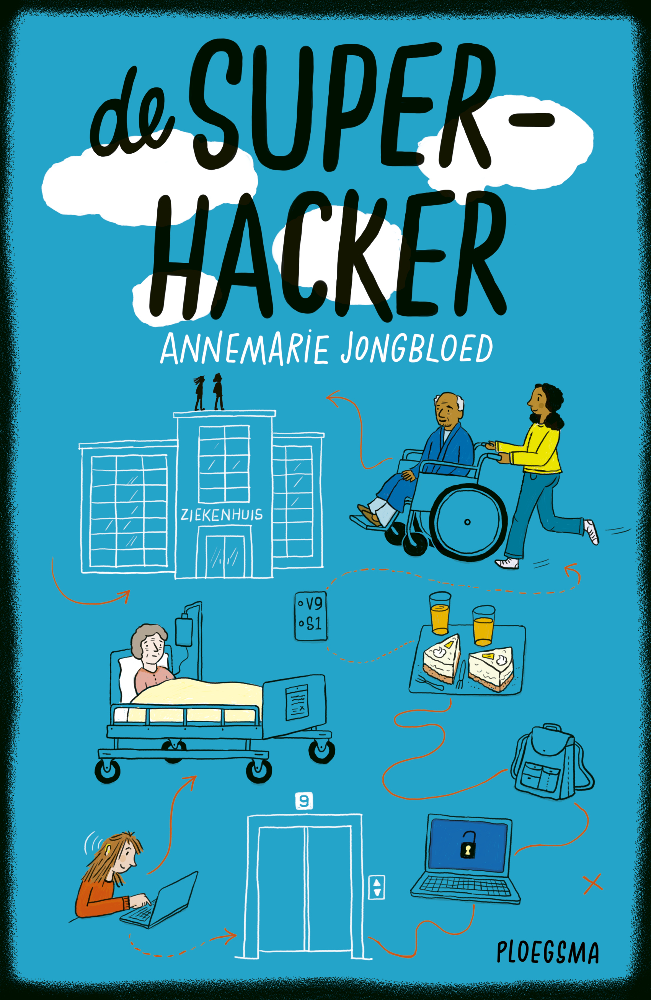 de SUPER-
HACKER
ANNEMARIE JONGBLOED
ZIEKENHUIS
V9
S1
9
PLOEGSMA